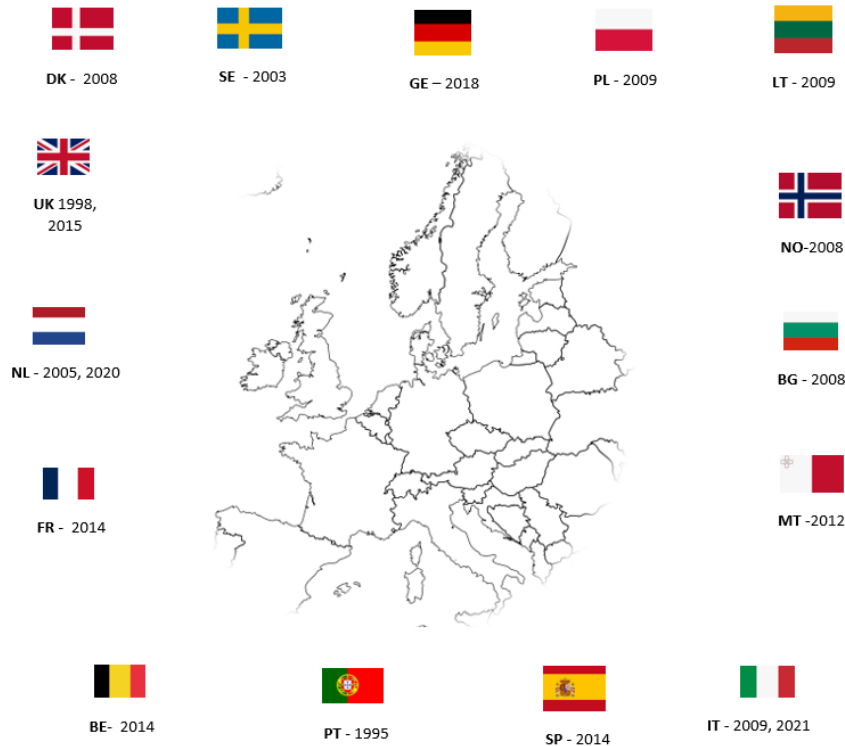 DK - 2008
SE - 2003
GE – 2018
PL - 2009
LT - 2009
UK 1998,
2015
NO-2008
NL - 2005, 2020
BG - 2008
FR - 2014
MT -2012
BE- 2014
PT - 1995
SP - 2014
IT - 2009, 2021